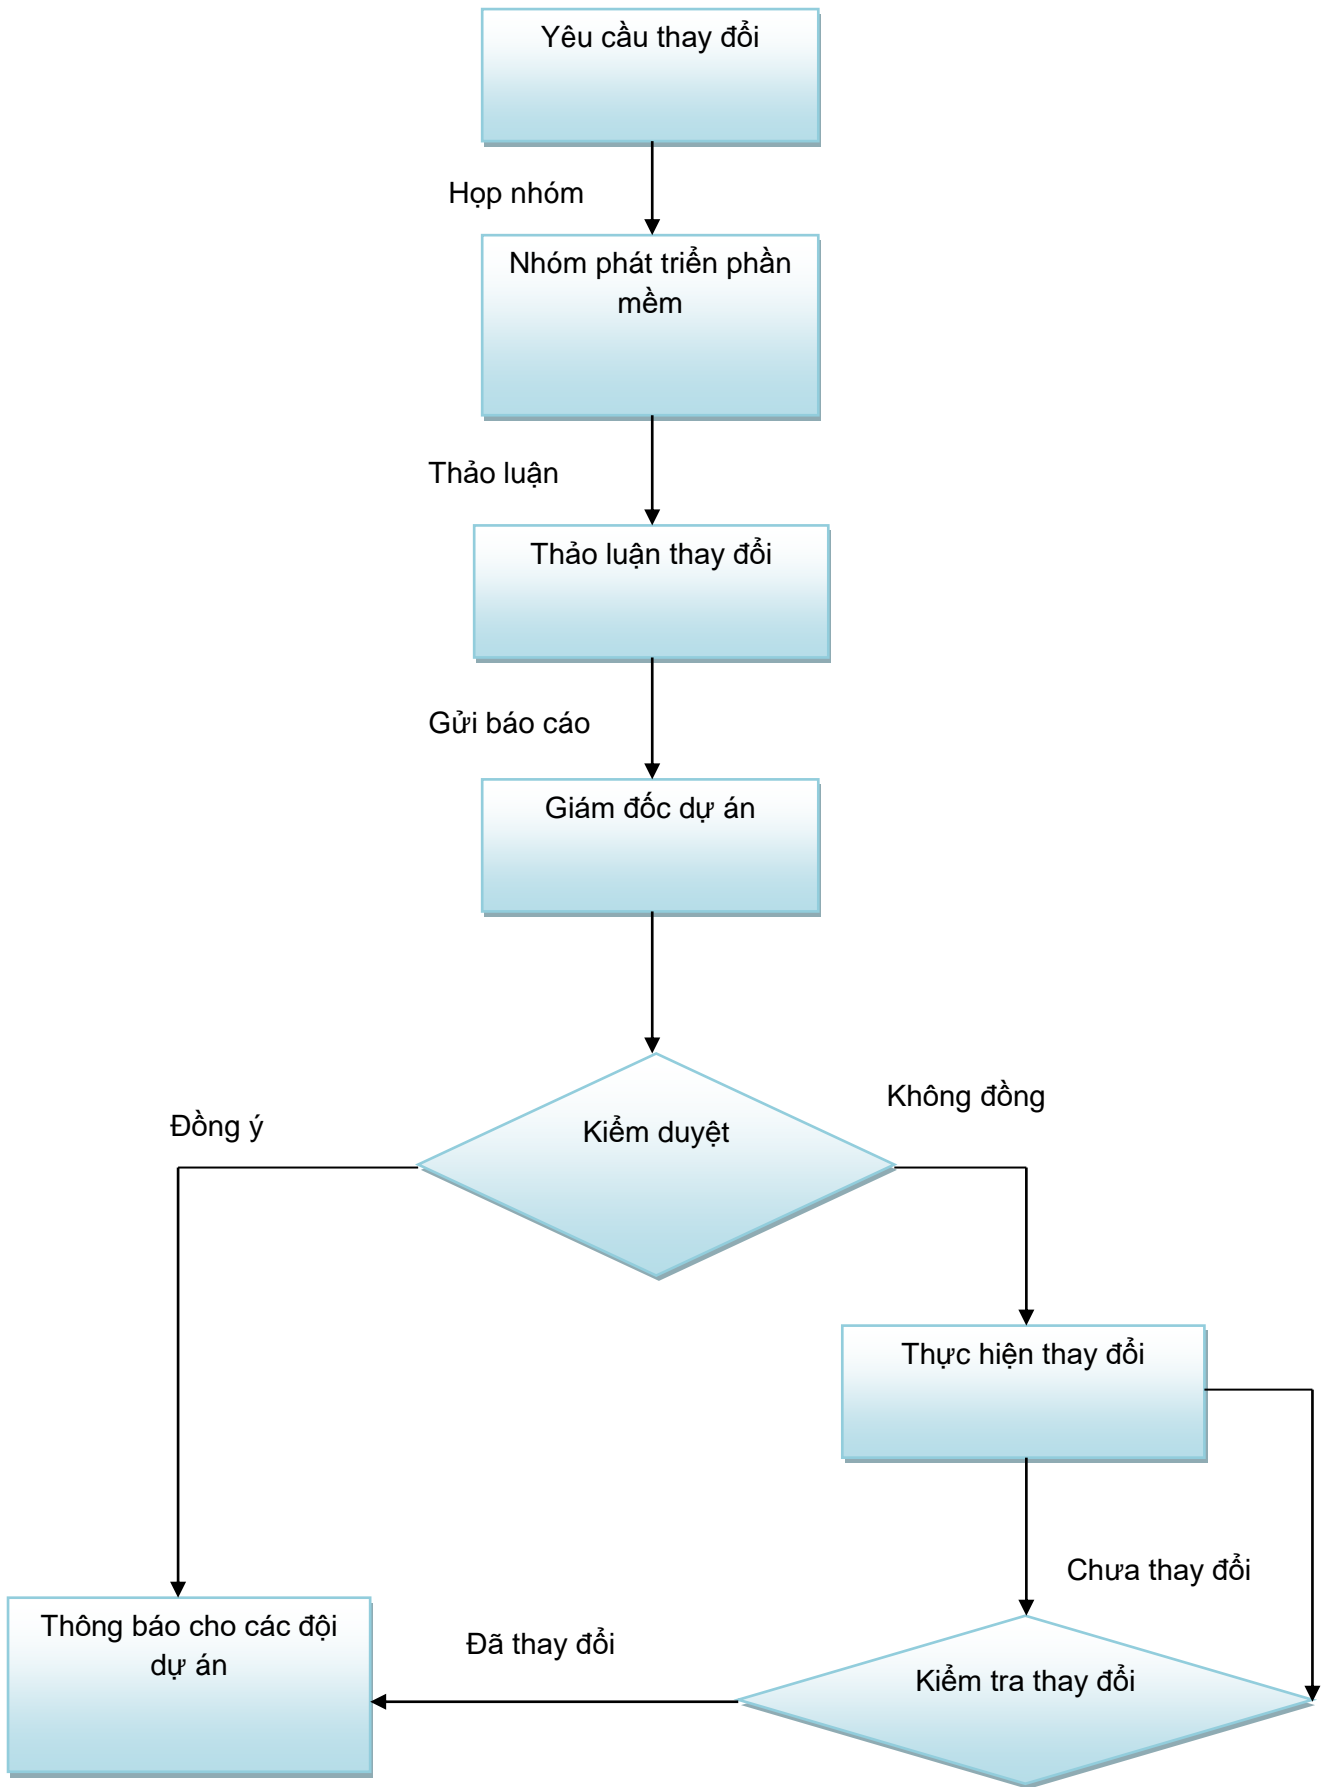 Yêu cầu thay đổi
Họp nhóm
Nhóm phát triển phần
mềm
Thảo luận
Thảo luận thay đổi
Gửi báo cáo
Giám đốc dự án
Không đồng
Đồng ý
Kiểm duyệt
Thực hiện thay đổi
Chưa thay đổi
Thông báo cho các đội
dự án
Đã thay đổi
Kiểm tra thay đổi